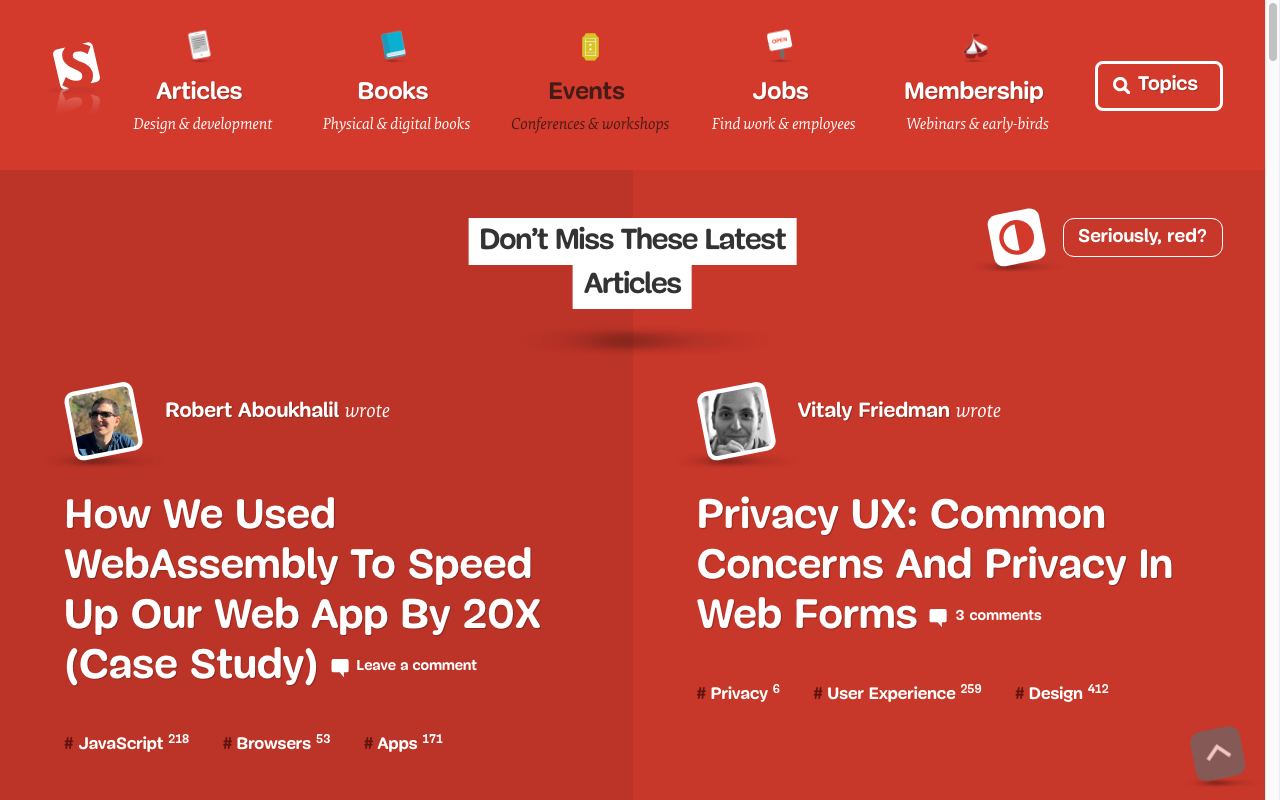 Articles
Design & development
Books
Physical & digital books
Events
Conferences & workshops
OPEN
Jobs
Find work & employees
Membership
Webinars & early-birds
Topics
Don’t Miss These Latest
Articles
Seriously, red?
Robert Aboukhalil wrote
How We Used
WebAssembly To Speed
Up Our Web App By 20X
(Case Study) Leave a comment
# JavaScript 218 # Browsers 53 # Apps 171
Vitaly Friedman wrote
Privacy UX: Common
Concerns And Privacy In
Web Forms 3 comments
# Privacy 6 # User Experience 259 # Design 412